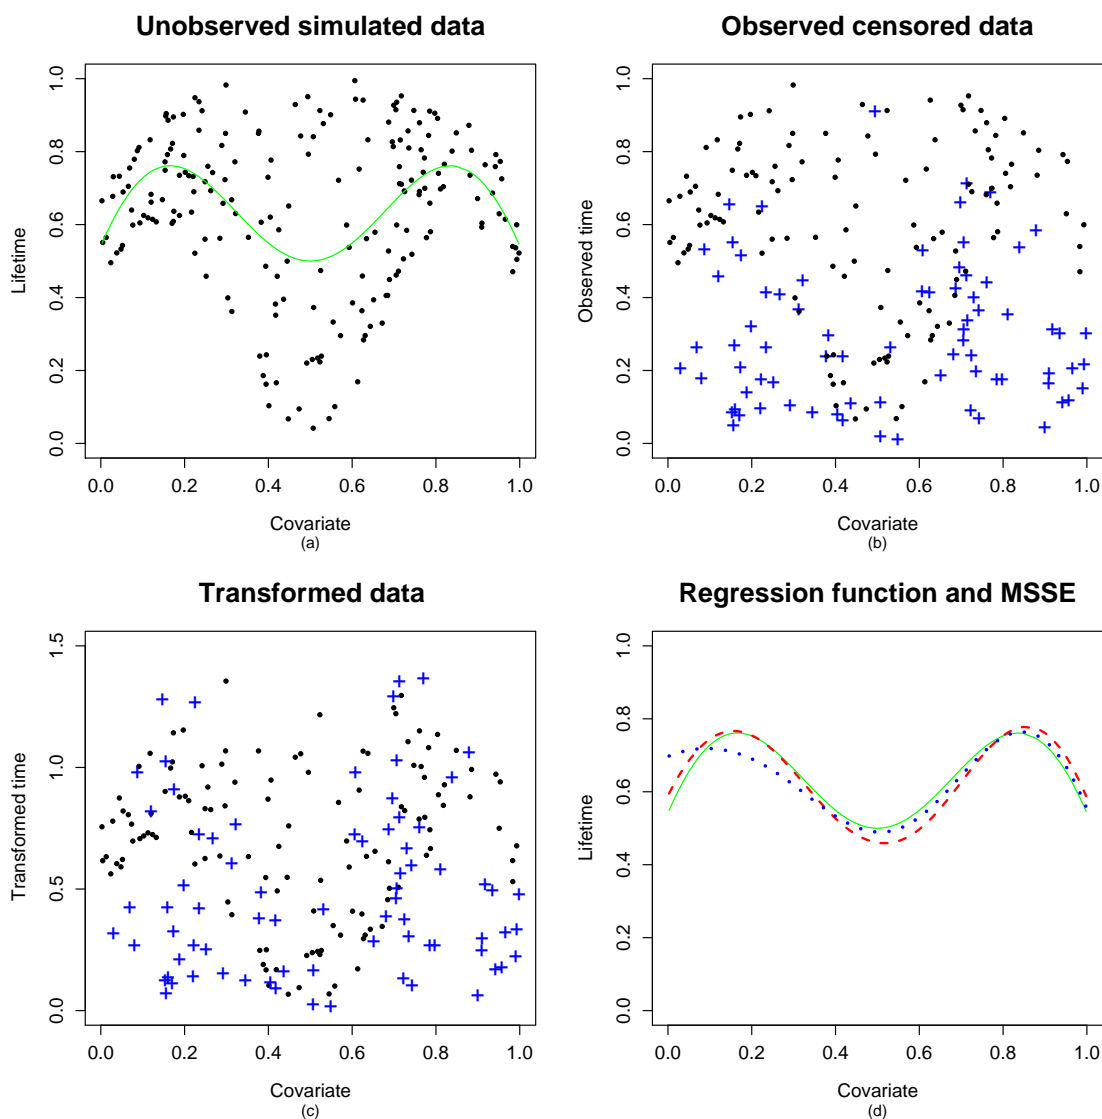 Unobserved simulated data
1.0
0.8
0.6
0.4
0.2
0.0
Lifetime
0.0 0.2 0.4 0.6 0.8 1.0
Covariate
(a)
Observed censored data
1.0
0.8
0.6
0.4
0.2
0.0
Observed time
0.0 0.2 0.4 0.6 0.8 1.0
Covariate
(b)
Transformed data
1.5
1.0
0.5
0.0
Transformed time
0.0 0.2 0.4 0.6 0.8 1.0
Covariate
(c)
Regression function and MSSE
1.0
0.8
0.6
0.4
0.2
0.0
Lifetime
0.0 0.2 0.4 0.6 0.8 1.0
Covariate
(d)